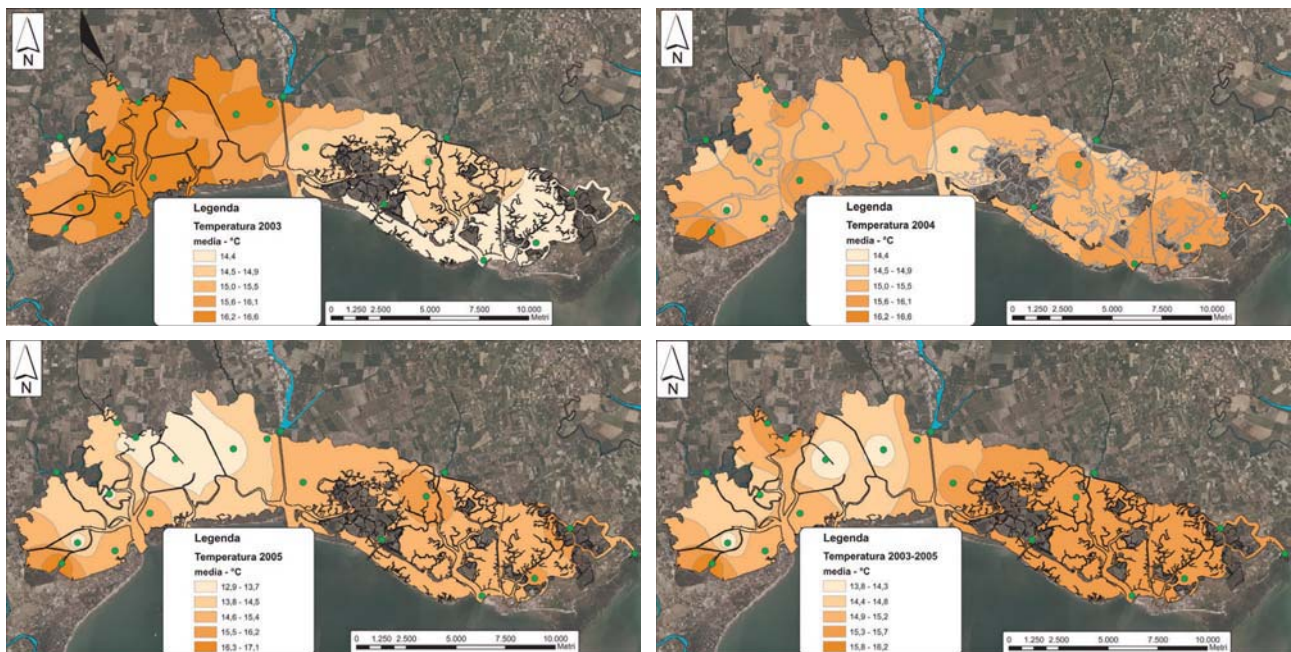 N
Legenda
Temperatura 2003
media - °C
14,4
14,5 - 14,9
15,0 - 15,5
15,6 - 16,1
16,2 - 16,6
0 1.250 2.500 5.000 7.500 10.000
Metri
N
Legenda
Temperatura 2004
media - °C
14,4
14,5 - 14,9
15,0 - 15,5
15,6 - 16,1
16,2 - 16,6
0 1.250 2.500 5.000 7.500 10.000
Metri
N
Legenda
Temperatura 2005
media - °C
12,9 - 13,7
13,8 - 14,5
14,6 - 15,4
15,5 - 16,2
16,3 - 17,1
0 1.250 2.500 5.000 7.500 10.000
Metri
N
Legenda
Temperatura 2003-2005
media - °C
13,8 - 14,3
14,4 - 14,8
14,9 - 15,2
15,3 - 15,7
15,8 - 16,2
0 1.250 2.500 5.000 7.500 10.000
Metri